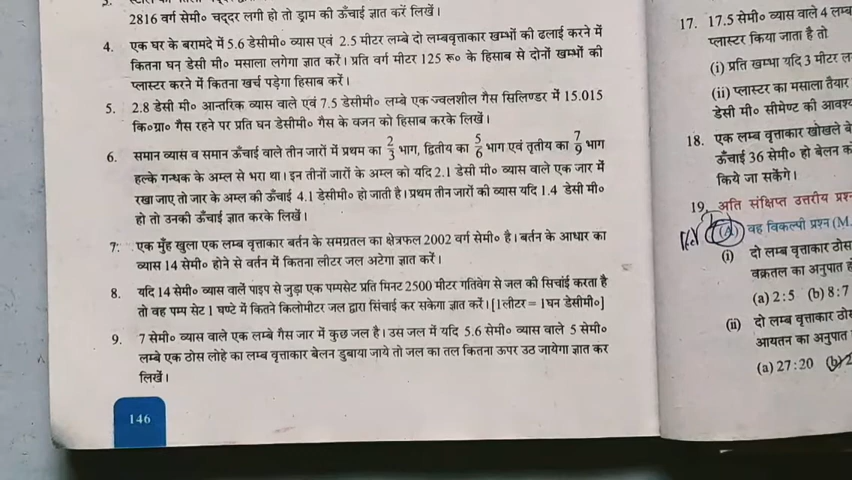 2816 वर्ग सेमी० चद्दर लगी हो तो ड्राम की ऊँचाई ज्ञात करें लिखें।
4. एक घर के बरामदे में 5.6 डेसीमी० व्यास एवं 2.5 मीटर लम्बे दो लम्बवृत्ताकार खम्भों की ढलाई करने में
कितना घन डेसी मी० मसाला लगेगा ज्ञात करें। प्रति वर्ग मीटर 125 रू० के हिसाब से दोनों खम्भों की
प्लास्टर करने में कितना खर्च पड़ेगा हिसाब करें।
5. 2.8 डेसी मी० आन्तरिक व्यास वाले एवं 7.5 डेसीमी० लम्बे एक ज्वलशील गैस सिलिण्डर में 15.015
कि०ग्रा० गैस रहने पर प्रति घन डेसीमी० गैस के वजन को हिसाब करके लिखें।
6. समान व्यास व समान ऊँचाई वाले तीन जारों में प्रथम का 2/3 भाग, द्वितीय का 5/6 भाग एवं तृतीय का 7/9 भाग
हल्के गन्धक के अम्ल से भरा था। इन तीनों जारों के अम्ल को यदि 2.1 डेसी मी० व्यास वाले एक जार में
रखा जाए तो जार के अम्ल की ऊँचाई 4.1 डेसीमी० हो जाती है। प्रथम तीन जारों की व्यास यदि 1.4 डेसी मी०
हो तो उनकी ऊँचाई ज्ञात करके लिखें।
7. एक मुँह खुला एक लम्ब वृत्ताकार बर्तन के समग्रतल का क्षेत्रफल 2002 वर्ग सेमी० है। बर्तन के आधार का
व्यास 14 सेमी० होने से वर्तन में कितना लीटर जल अटेगा ज्ञात करें।
8. यदि 14 सेमी० व्यास वालें पाइप से जुड़ा एक पम्पसेट प्रति मिनट 2500 मीटर गतिवेग से जल की सिचांई करता है
तो वह पम्प सेट 1 घण्टे में कितने किलोमीटर जल द्वारा सिंचाई कर सकेगा ज्ञात करें। [1लीटर = 1घन डेसीमी०]
9. 7 सेमी० व्यास वाले एक लम्बे गैस जार में कुछ जल है। उस जल में यदि 5.6 सेमी० व्यास वाले 5 सेमी०
लम्बे एक ठोस लोहे का लम्ब वृत्ताकार बेलन डुबाया जाये तो जल का तल कितना ऊपर उठ जायेगा ज्ञात कर
लिखें।
146
17. 17.5 सेमी० व्यास वाले 4 लम्ब
प्लास्टर किया जाता है तो
(i) प्रति खम्भा यदि 3 मीटर
(ii) प्लास्टर का मसाला तैयार
डेसी मी० सीमेण्ट की
18. एक लम्ब वृत्ताकार खोखले
ऊँचाई 36 सेमी० हो बेलन
किये जा सकेंगे।
19. अति संक्षिप्त उत्तरीय
(A) वह विकल्पी प्रश्न (M.
(i) दो लम्ब वृत्ताकार ठोस
वक्रतल का अनुपात
(a) 2:5 (b) 8:7
(ii) दो लम्ब वृत्ताकार
आयतन का अनुपात
(a) 27:20 (b)